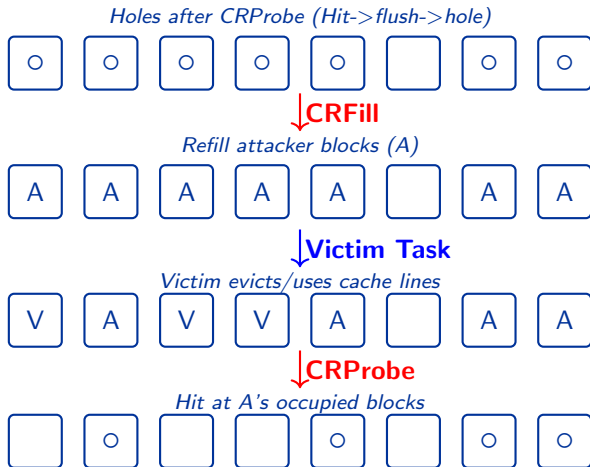 Holes after CRProbe (Hit->flush->hole)
CRFill
Refill attacker blocks (A)
A A A A A A A
Victim Task
Victim evicts/uses cache lines
V A V V A A A
CRProbe
Hit at A's occupied blocks